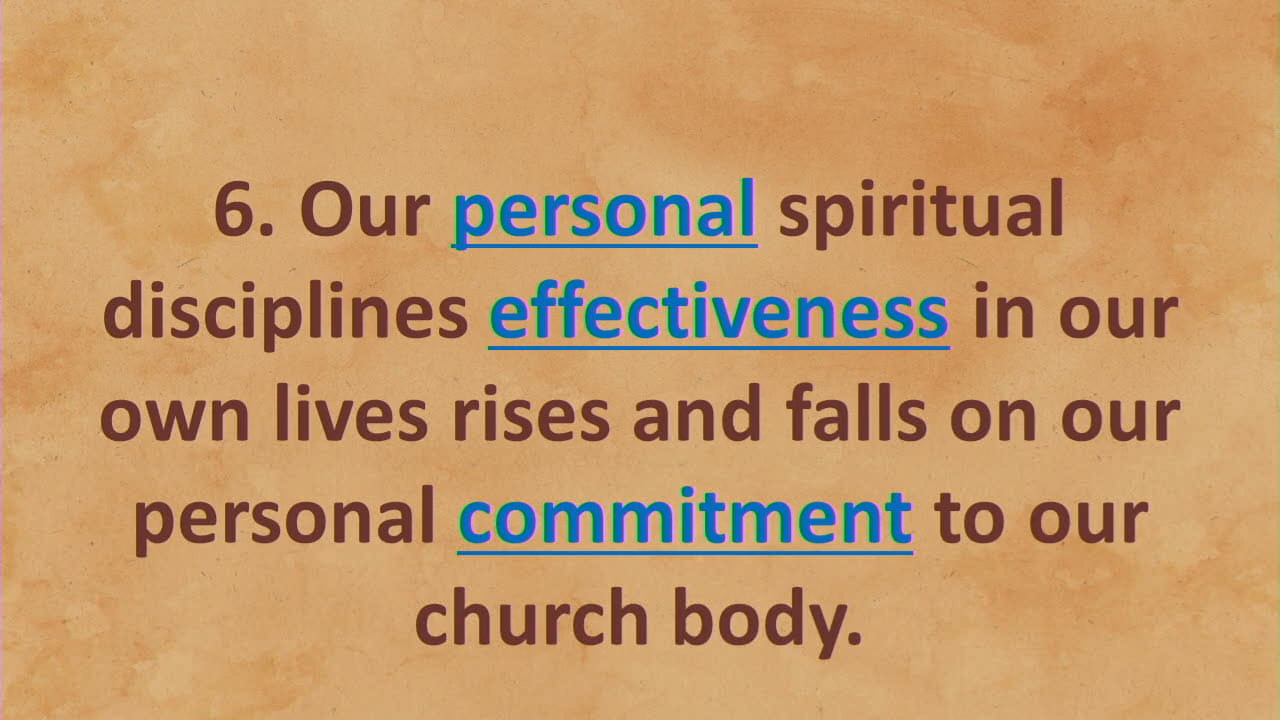 6. Our personal spiritual
disciplines effectiveness in our
own lives rises and falls on our
personal commitment to our
church body.